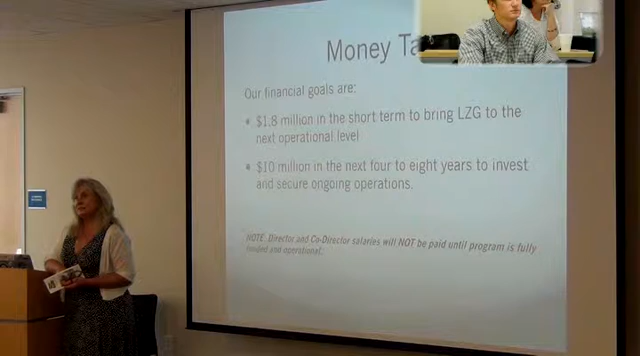 Money Ta
Our financial goals are:
• $1.8 million in the short term to bring LZG to the
next operational level
• $10 million in the next four to eight years to invest
and secure ongoing operations.
NOTE: Director and Co-Director salaries will NOT be paid until program is fully
funded and operational.